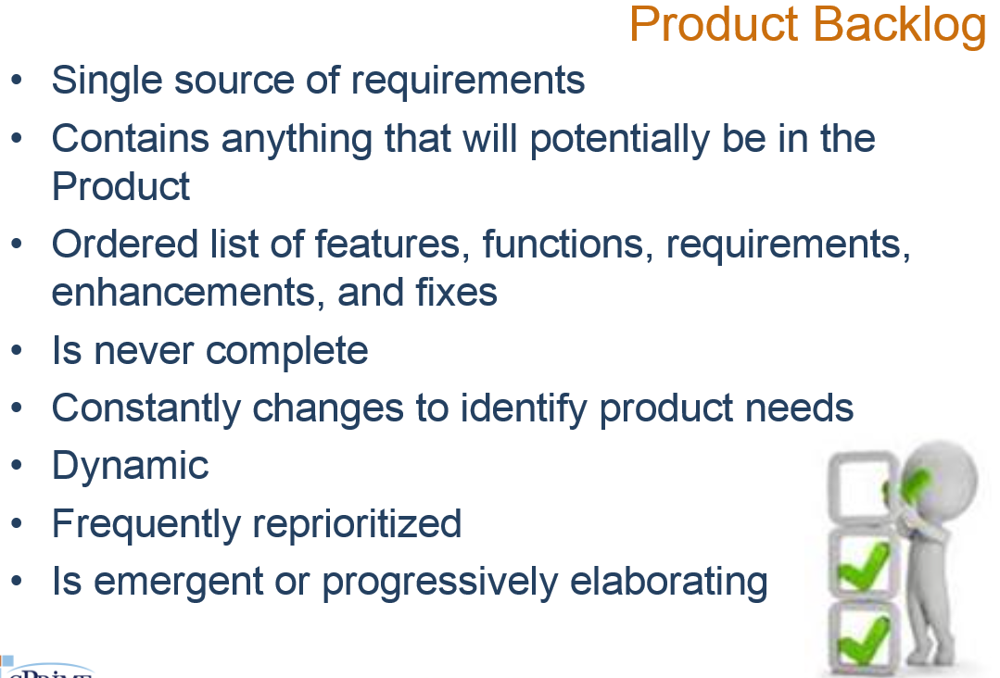 Product Backlog
• Single source of requirements
• Contains anything that will potentially be in the
Product
• Ordered list of features, functions, requirements,
enhancements, and fixes
• Is never complete
• Constantly changes to identify product needs
• Dynamic
• Frequently reprioritized
• Is emergent or progressively elaborating